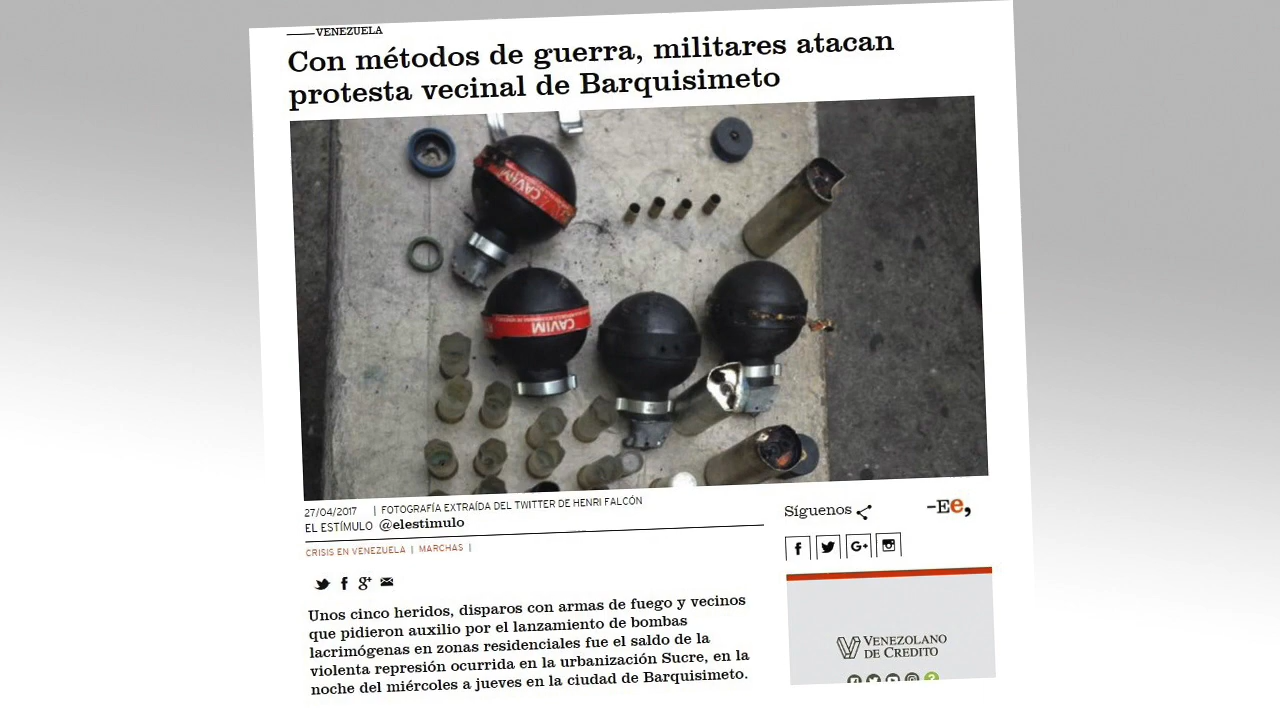 VENEZUELA
Con métodos de guerra, militares atacan
protesta vecinal de Barquisimeto
CAVIM
CAVIM
27/04/2017 | FOTOGRAFÍA EXTRAÍDA DEL TWITTER DE HENRI FALCÓN
EL ESTÍMULO @elestimulo
CRISIS EN VENEZUELA | MARCHAS |
Síguenos
-Ee,
Unos cinco heridos, disparos con armas de fuego y vecinos
que pidieron auxilio por el lanzamiento de bombas
lacrimógenas en zonas residenciales fue el saldo de la
violenta represión ocurrida en la urbanización Sucre, en la
noche del miércoles a jueves en la ciudad de Barquisimeto.
VENEZOLANO
DE CRÉDITO